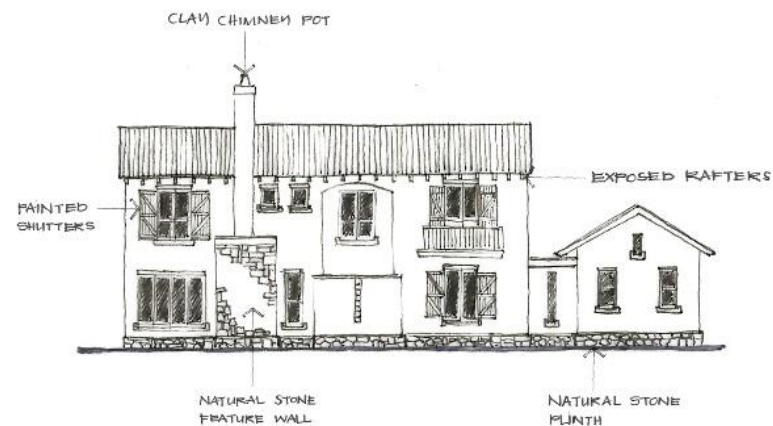 CLAY CHIMNEY POT
EXPOSED RAFTERS
PAINTED
SHUTTERS
NATURAL STONE
FEATURE WALL
NATURAL STONE
PLINTH